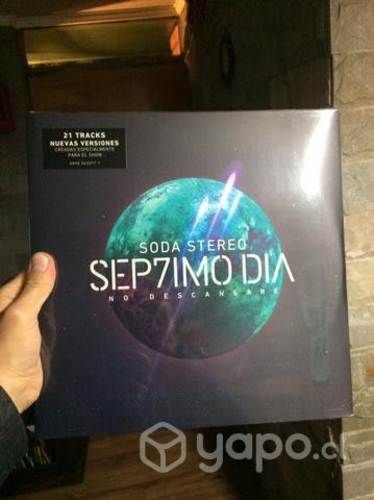 21 TRACKS
NUEVAS VERSIONES
CREADAS ESPECIALMENTE
PARA EL SHOW
SODA STEREO
SEP7IMO DIA
NO DESCANSARÉ
yapo.cl